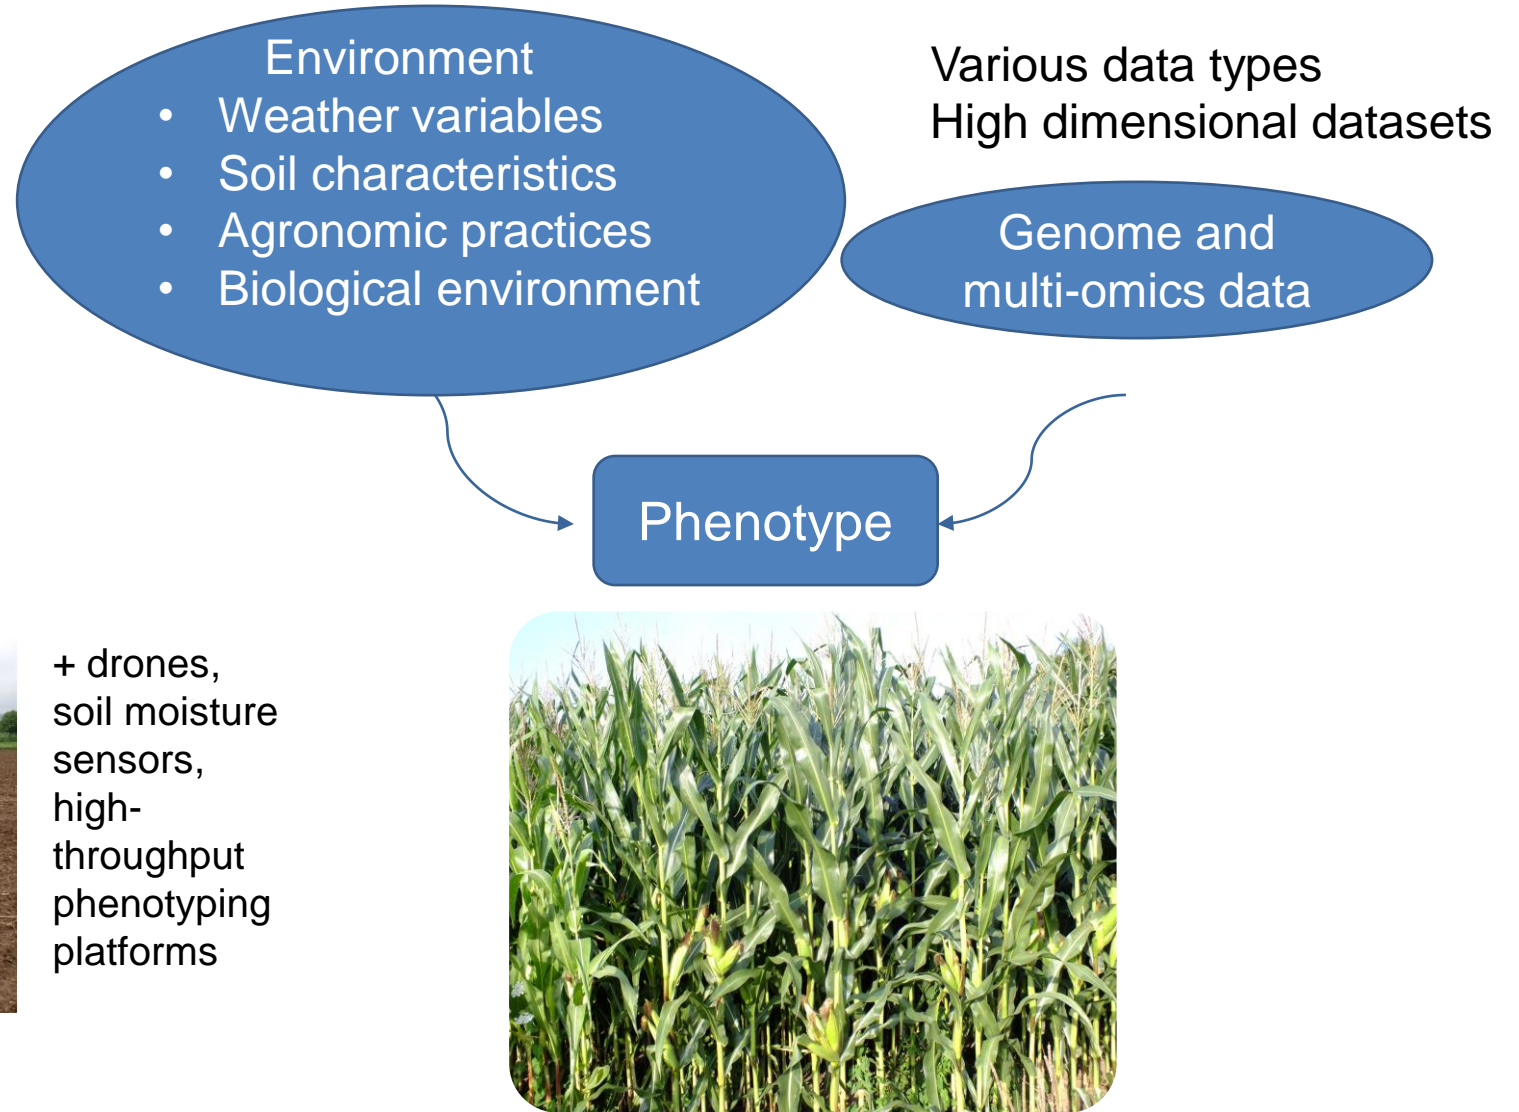 Environment
• Weather variables
• Soil characteristics
• Agronomic practices
• Biological environment
Various data types
High dimensional datasets
Genome and
multi-omics data
Phenotype
+ drones,
soil moisture
sensors,
high-
throughput
phenotyping
platforms